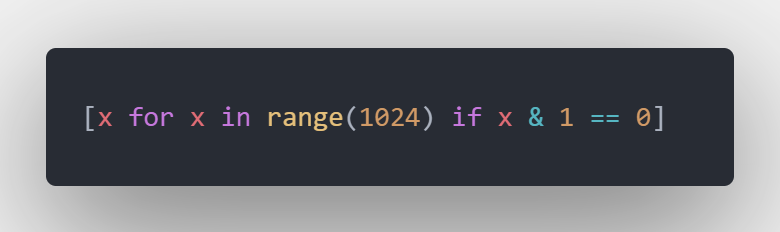 [x for x in range(1024) if x & 1 == 0]